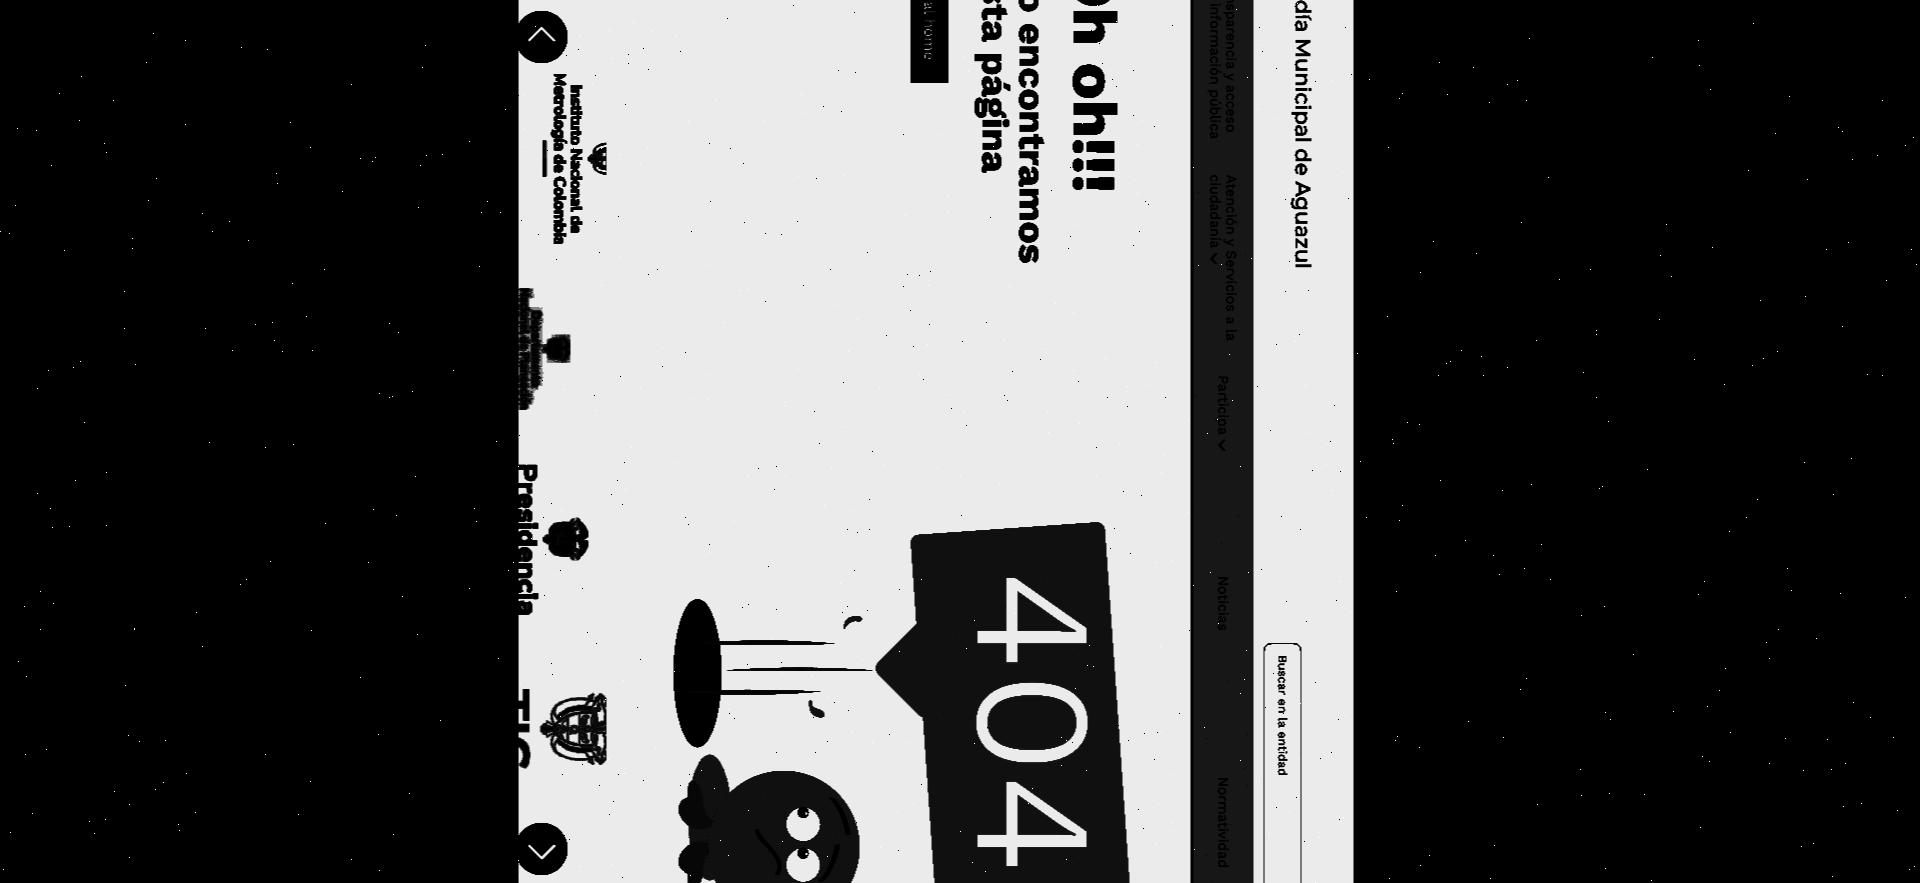 día Municipal de Aguazul
Buscar en la entidad
sparencia y acceso
información pública
Atención y Servicios a la
ciudadanía
Participa
Noticias
Normatividad
Oh oh!!!
o encontramos
sta página
al home
404
Instituto Nacional de
Metrología de Colombia
Presidencia
TIC